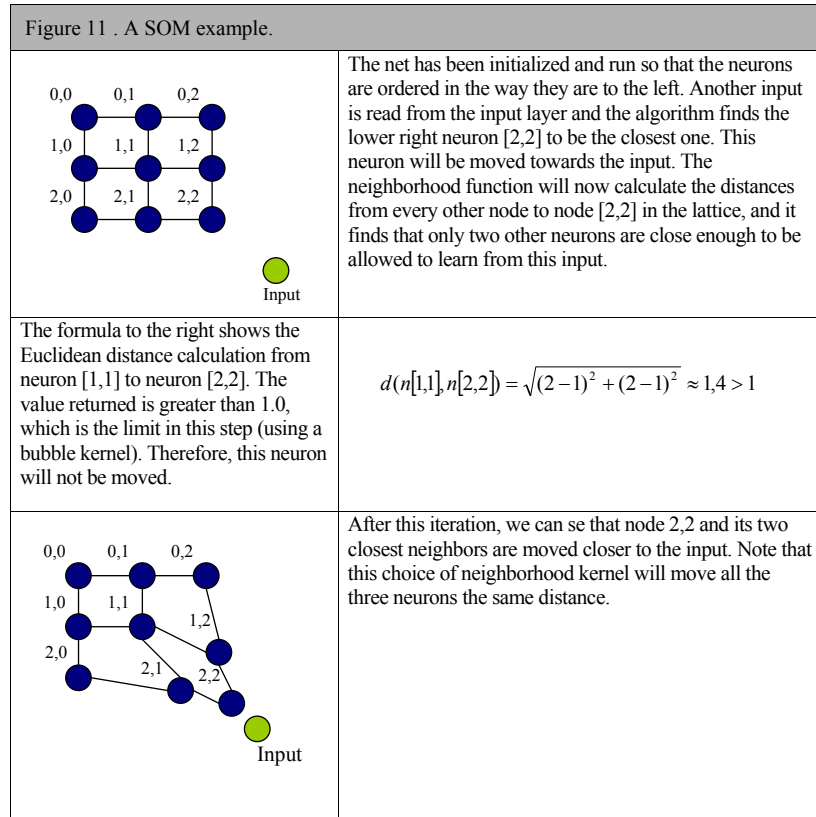 Figure 11 . A SOM example.
0,0 0,1 0,2
1,0 1,1 1,2
2,0 2,1 2,2
Input
The net has been initialized and run so that the neurons
are ordered in the way they are to the left. Another input
is read from the input layer and the algorithm finds the
lower right neuron [2,2] to be the closest one. This
neuron will be moved towards the input. The
neighborhood function will now calculate the distances
from every other node to node [2,2] in the lattice, and it
finds that only two other neurons are close enough to be
allowed to learn from this input.
The formula to the right shows the
Euclidean distance calculation from
neuron [1,1] to neuron [2,2]. The
value returned is greater than 1.0,
which is the limit in this step (using a
bubble kernel). Therefore, this neuron
will not be moved.
d(n[1,1],n[2,2]) = √((2−1)² + (2−1)²) ≈ 1,4 > 1
0,0 0,1 0,2
1,0 1,1 1,2
2,0 2,1 2,2
Input
After this iteration, we can se that node 2,2 and its two
closest neighbors are moved closer to the input. Note that
this choice of neighborhood kernel will move all the
three neurons the same distance.